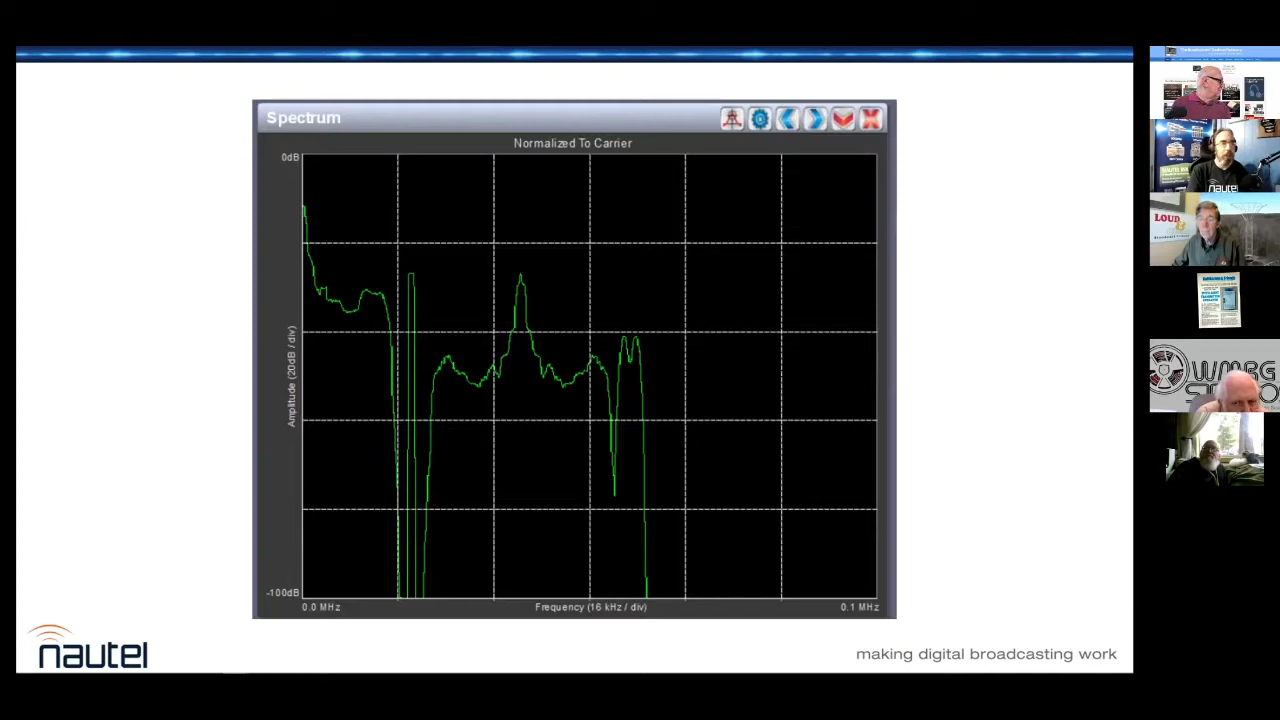 Spectrum
Normalized To Carrier
0dB
Amplitude (20dB / div)
-100dB
0.0 MHz
Frequency (16 kHz / div)
0.1 MHz
nautel
making digital broadcasting work
nautel
LOUD
WMBG